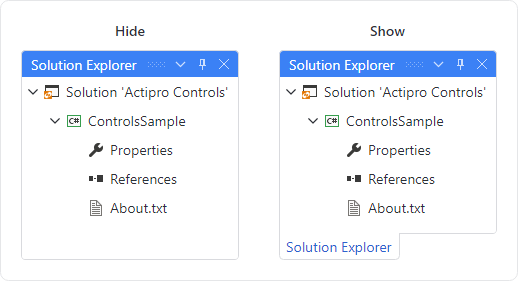 Hide
Solution Explorer
Solution 'Actipro Controls'
C# ControlsSample
Properties
References
About.txt
Show
Solution Explorer
Solution 'Actipro Controls'
C# ControlsSample
Properties
References
About.txt
Solution Explorer